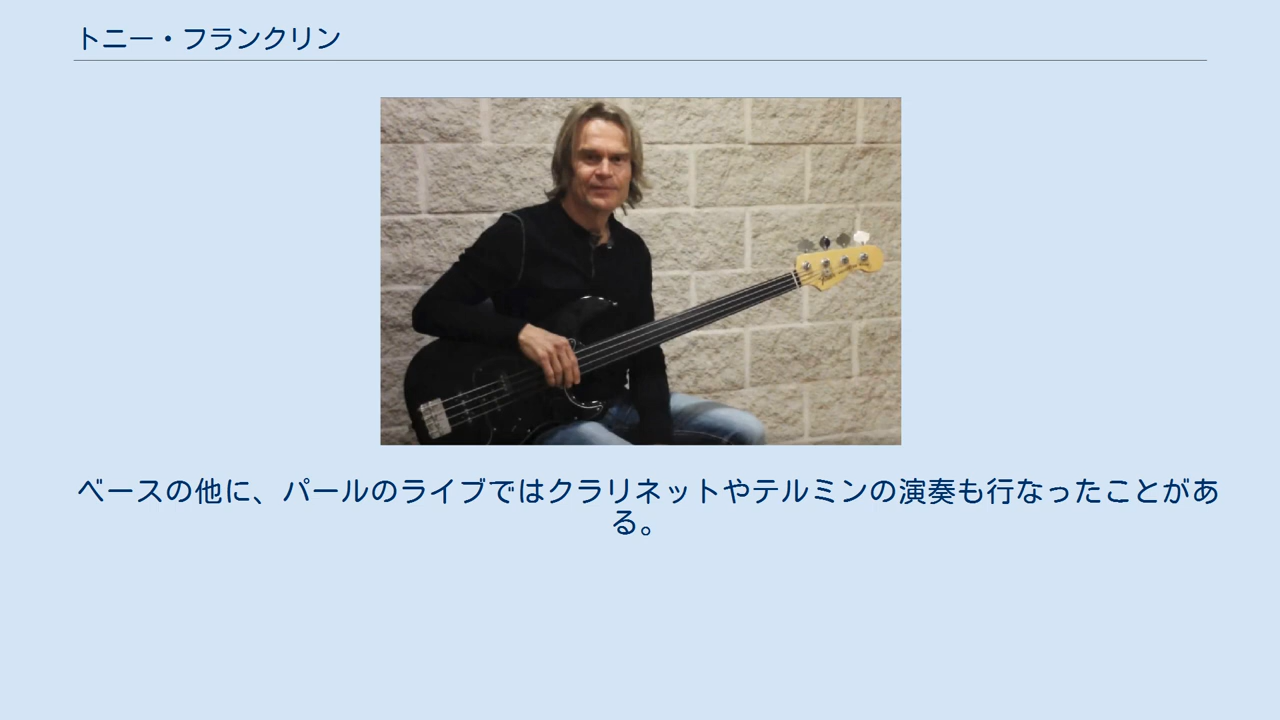 トニー・フランクリン
ベースの他に、パールのライブではクラリネットやテルミンの演奏も行なったことがあ
る。